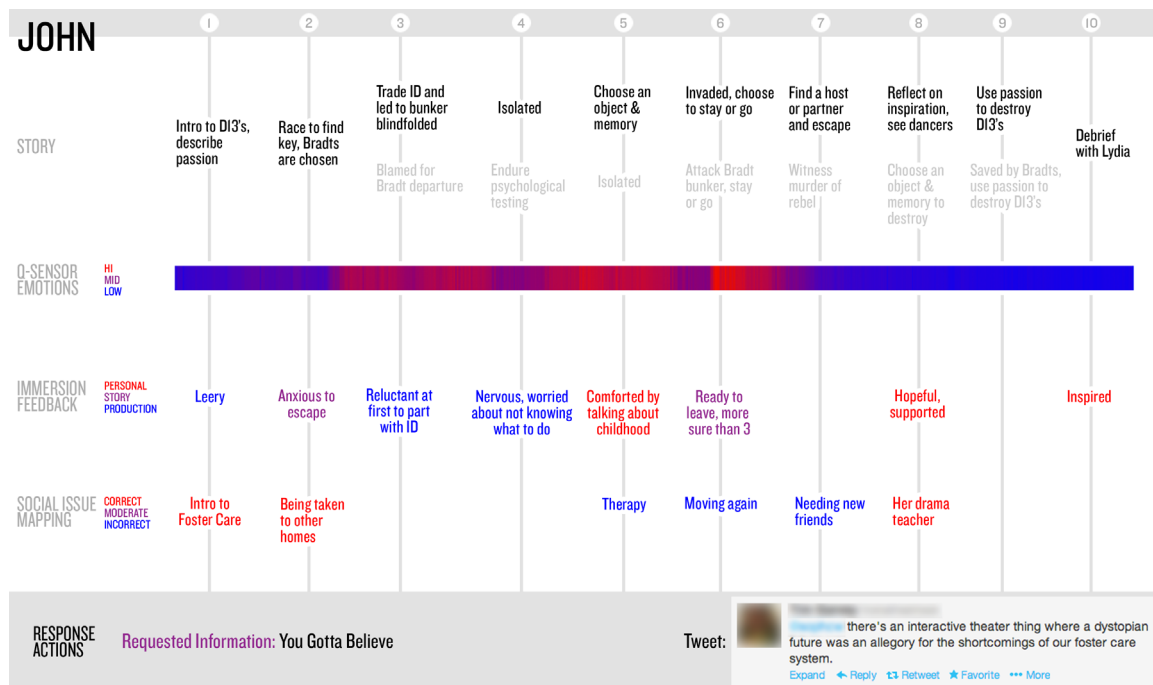 JOHN
1 2 3 4 5 6 7 8 9 10
STORY
Intro to DI3's,
describe
passion
Race to find
key, Bradts
are chosen
Trade ID and
led to bunker
blindfolded
Isolated
Choose an
object &
memory
Invaded, choose
to stay or go
Find a host
or partner
and escape
Reflect on
inspiration,
see dancers
Use passion
to destroy
DI3's
Debrief
with Lydia
Blamed for
Bradt departure
Endure
psychological
testing
Isolated
Attack Bradt
bunker, stay
or go
Witness
murder of
rebel
Choose an
object &
memory to
destroy
Saved by Bradts,
use passion to
destroy DI3's
Q-SENSOR
EMOTIONS
HI
MID
LOW
IMMERSION
FEEDBACK
PERSONAL
STORY
PRODUCTION
Leery
Anxious to
escape
Reluctant at
first to part
with ID
Nervous, worried
about not knowing
what to do
Comforted by
talking about
childhood
Ready to
leave, more
sure than 3
Hopeful,
supported
Inspired
SOCIAL ISSUE
MAPPING
CORRECT
MODERATE
INCORRECT
Intro to
Foster Care
Being taken
to other
homes
Therapy
Moving again
Needing new
friends
Her drama
teacher
RESPONSE
ACTIONS
Requested Information: You Gotta Believe
Tweet:
there's an interactive theater thing where a dystopian
future was an allegory for the shortcomings of our foster care
system.
Expand Reply Retweet Favorite More